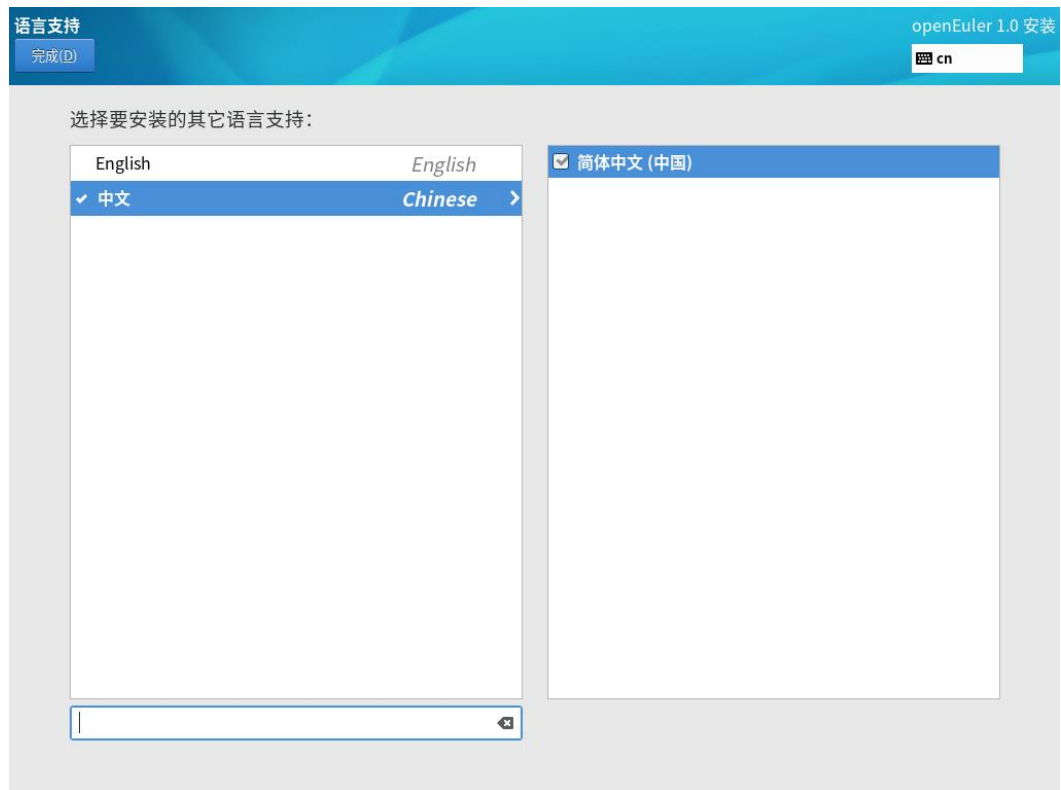 语言支持
完成(D)
openEuler 1.0 安装
cn
选择要安装的其它语言支持：
English English
中文 Chinese
简体中文 (中国)